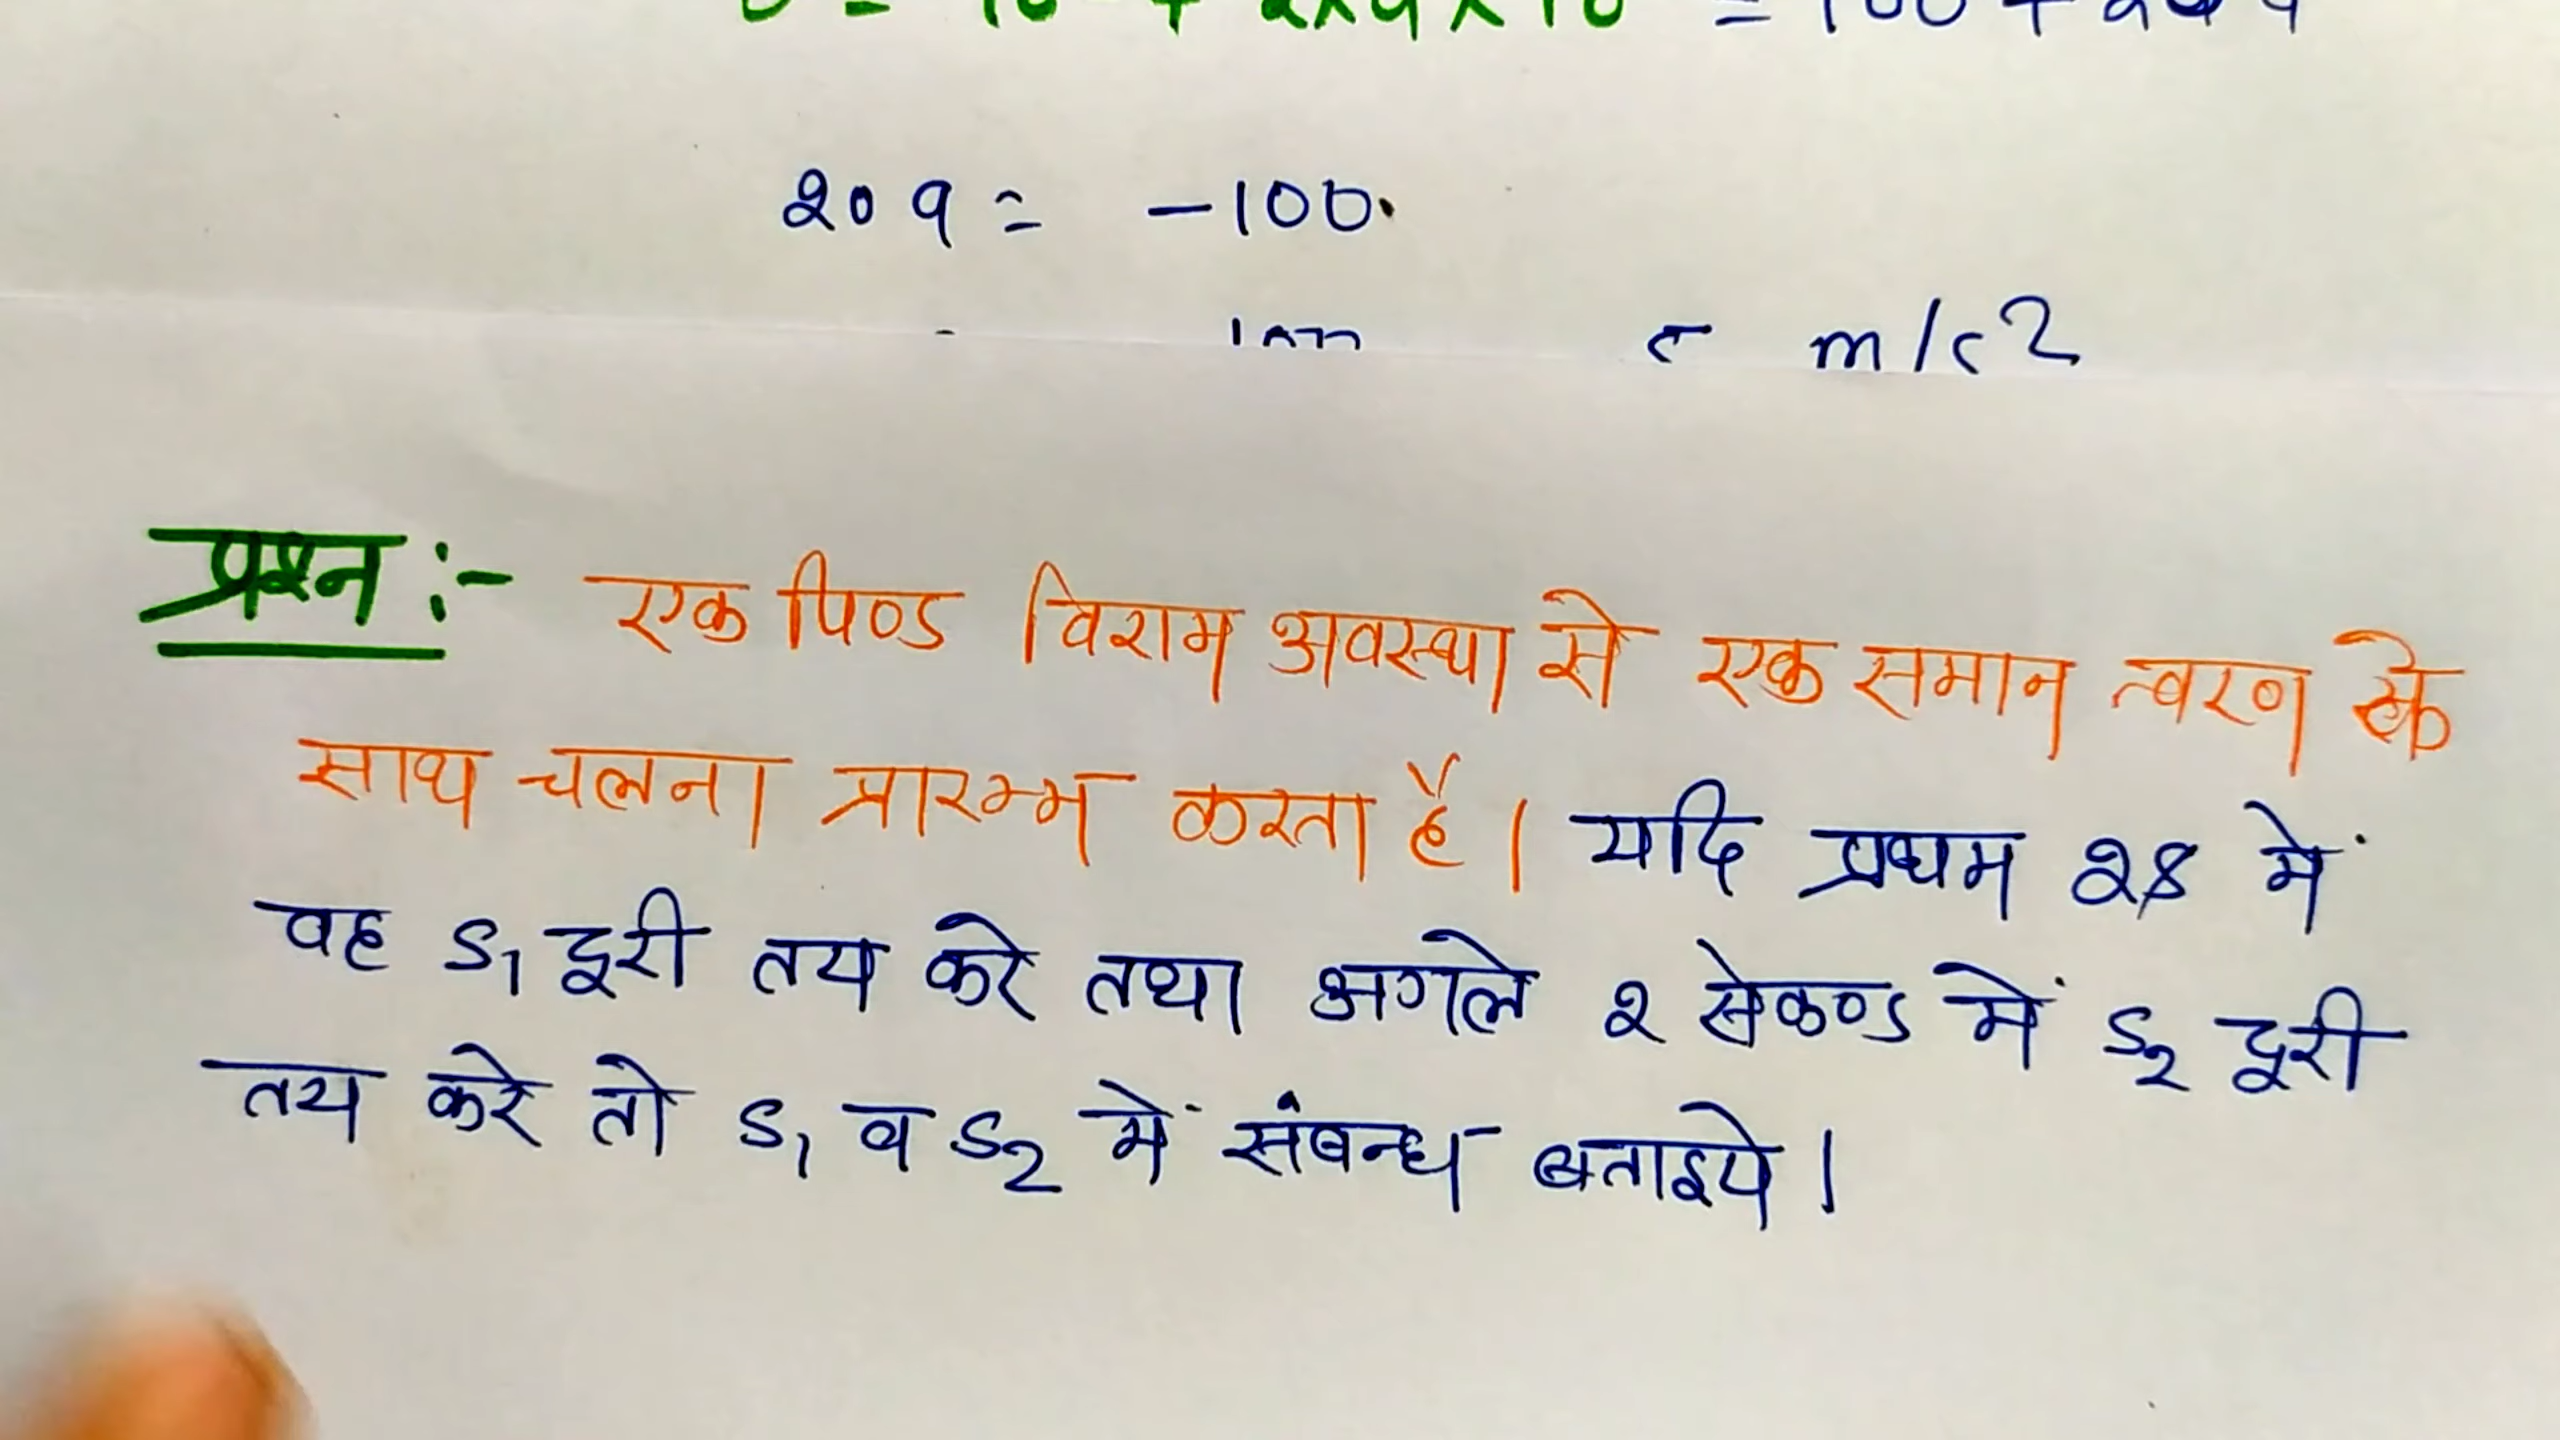 20 a = -100
m/s2
प्रश्न :- एक पिण्ड विराम अवस्था से एक समान त्वरण के
साथ चलना प्रारम्भ करता है। यदि प्रथम 2s में
वह S₁ दूरी तय करे तथा अगले 2 सेकण्ड में S₂ दूरी
तय करे तो S₁ व S₂ में संबन्ध बताइये।